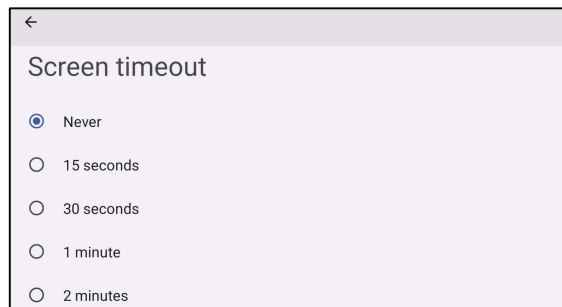 Screen timeout
Never
15 seconds
30 seconds
1 minute
2 minutes